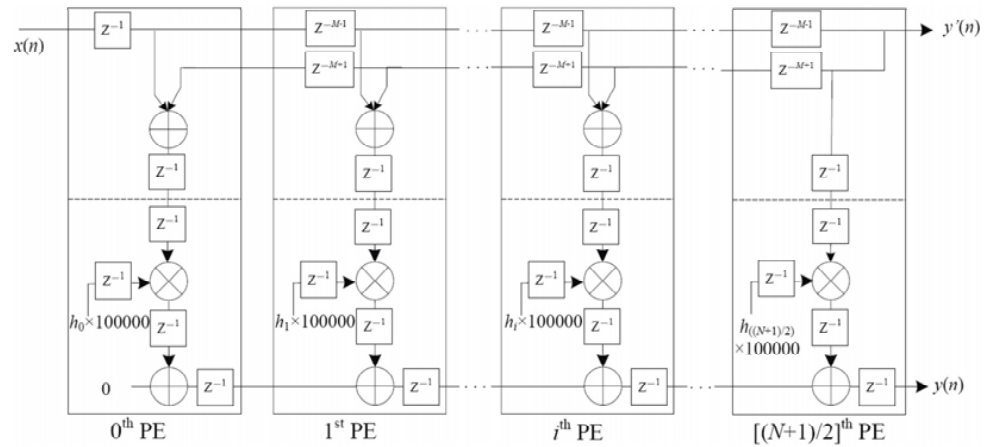 x(n)
Z⁻¹
Z⁻ᴹ⁻¹
· · ·
Z⁻ᴹ⁻¹
· · ·
Z⁻ᴹ⁻¹
y'(n)
Z⁻ᴹ⁺¹
· · ·
Z⁻ᴹ⁺¹
· · ·
Z⁻ᴹ⁺¹
Z⁻¹
Z⁻¹
Z⁻¹
Z⁻¹
Z⁻¹
Z⁻¹
Z⁻¹
Z⁻¹
Z⁻¹
Z⁻¹
Z⁻¹
Z⁻¹
h₀×100000
Z⁻¹
h₁×100000
Z⁻¹
hᵢ×100000
Z⁻¹
h₍₍N₊₁₎/₂₎
×100000
Z⁻¹
0
Z⁻¹
Z⁻¹
· · ·
Z⁻¹
· · ·
Z⁻¹
y(n)
0ᵗʰ PE
1ˢᵗ PE
iᵗʰ PE
[(N+1)/2]ᵗʰ PE